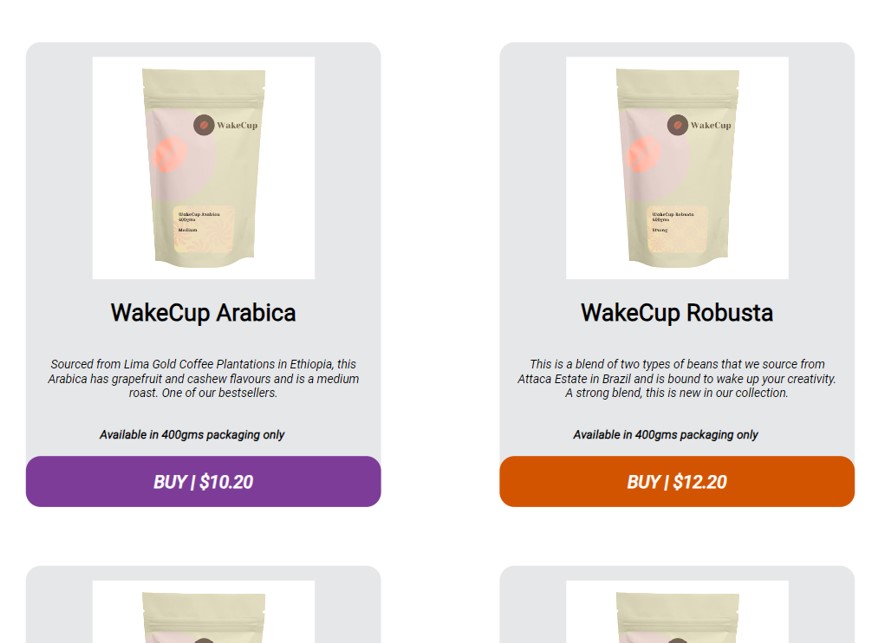 WakeCup
WakeCup Arabica
400gms
Medium
WakeCup Arabica
Sourced from Lima Gold Coffee Plantations in Ethiopia, this
Arabica has grapefruit and cashew flavours and is a medium
roast. One of our bestsellers.
Available in 400gms packaging only
BUY | $10.20
WakeCup
WakeCup Robusta
400gms
Strong
WakeCup Robusta
This is a blend of two types of beans that we source from
Attaca Estate in Brazil and is bound to wake up your creativity.
A strong blend, this is new in our collection.
Available in 400gms packaging only
BUY | $12.20